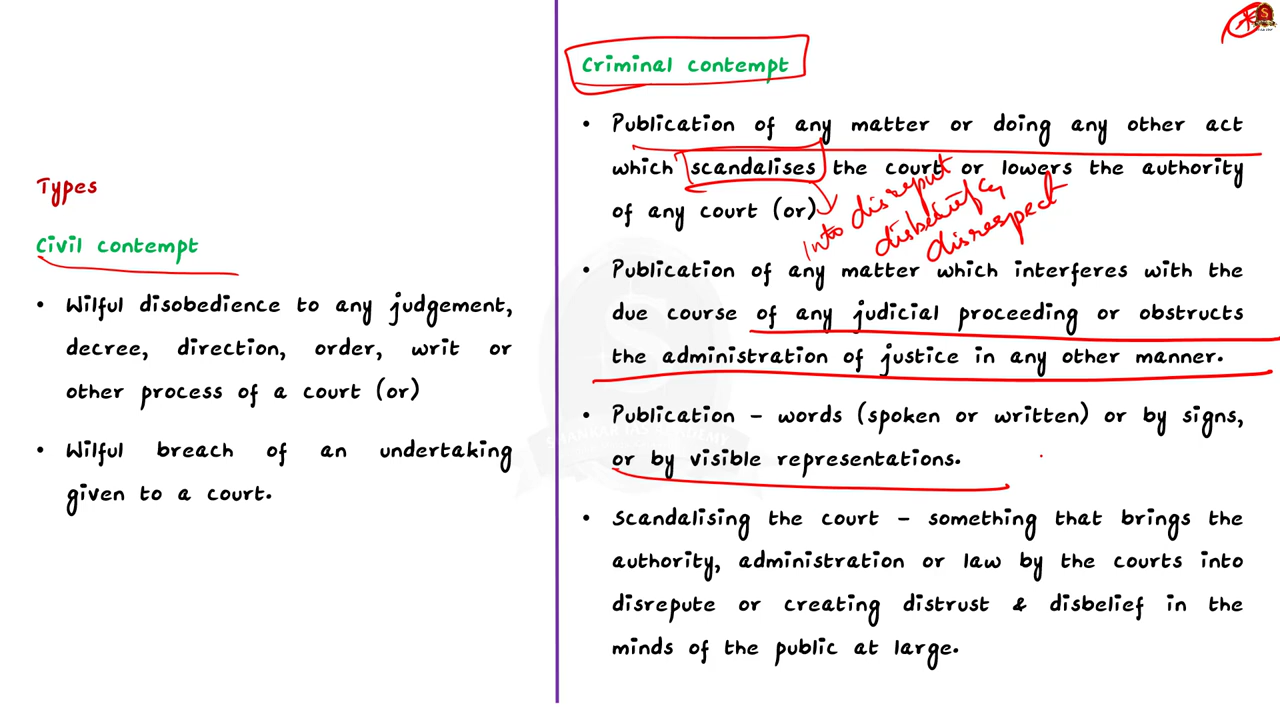 Types
Civil contempt
• Wilful disobedience to any judgement,
decree, direction, order, writ or
other process of a court (or)
• Wilful breach of an undertaking
given to a court.
Criminal contempt
• Publication of any matter or doing any other act
which scandalises the court or lowers the authority
of any court (or)
into disreput
disbelief
disrespect
• Publication of any matter which interferes with the
due course of any judicial proceeding or obstructs
the administration of justice in any other manner.
• Publication – words (spoken or written) or by signs,
or by visible representations.
• Scandalising the court – something that brings the
authority, administration or law by the courts into
disrepute or creating distrust & disbelief in the
minds of the public at large.
SHANKAR IAS ACADEMY